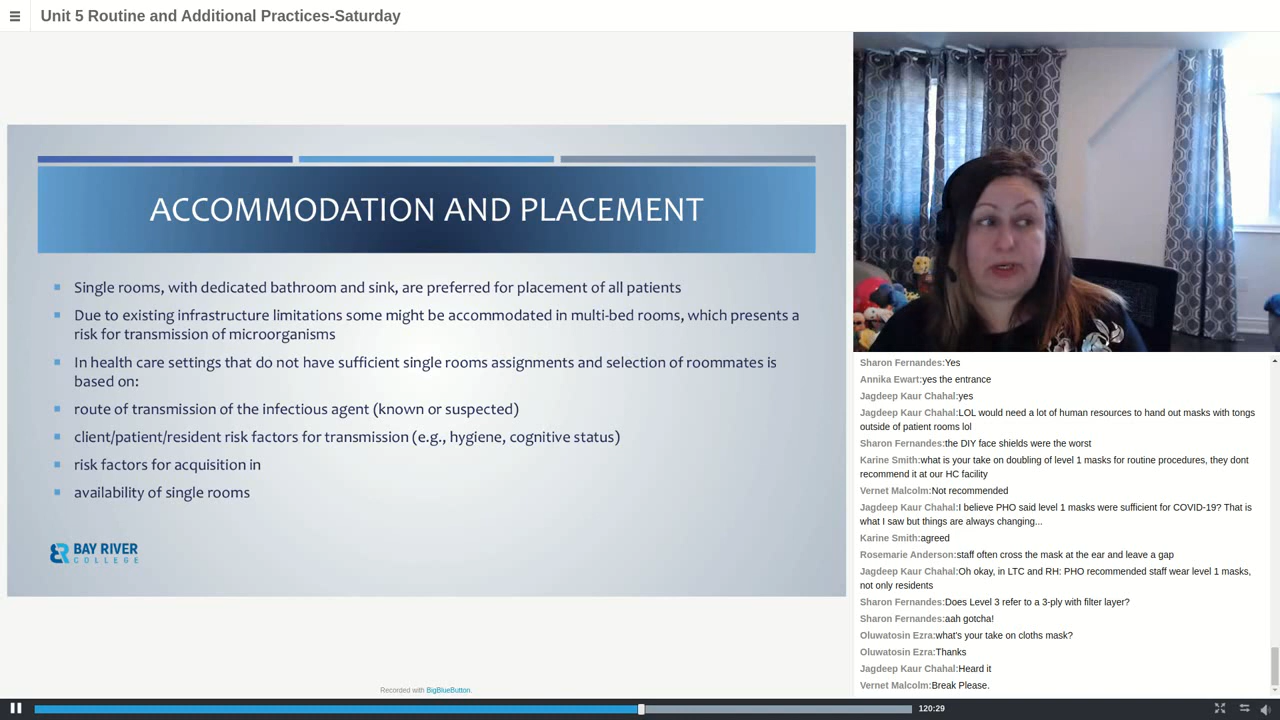 Unit 5 Routine and Additional Practices-Saturday
ACCOMMODATION AND PLACEMENT
Single rooms, with dedicated bathroom and sink, are preferred for placement of all patients
Due to existing infrastructure limitations some might be accommodated in multi-bed rooms, which presents a
risk for transmission of microorganisms
In health care settings that do not have sufficient single rooms assignments and selection of roommates is
based on:
route of transmission of the infectious agent (known or suspected)
client/patient/resident risk factors for transmission (e.g., hygiene, cognitive status)
risk factors for acquisition in
availability of single rooms
BAY RIVER
COLLEGE
Recorded with BigBlueButton.
Sharon Fernandes:Yes
Annika Ewart:yes the entrance
Jagdeep Kaur Chahal:yes
Jagdeep Kaur Chahal:LOL would need a lot of human resources to hand out masks with tongs
outside of patient rooms lol
Sharon Fernandes:the DIY face shields were the worst
Karine Smith:what is your take on doubling of level 1 masks for routine procedures, they dont
recommend it at our HC facility
Vernet Malcolm:Not recommended
Jagdeep Kaur Chahal:I believe PHO said level 1 masks were sufficient for COVID-19? That is
what I saw but things are always changing...
Karine Smith:agreed
Rosemarie Anderson:staff often cross the mask at the ear and leave a gap
Jagdeep Kaur Chahal:Oh okay, in LTC and RH: PHO recommended staff wear level 1 masks,
not only residents
Sharon Fernandes:Does Level 3 refer to a 3-ply with filter layer?
Sharon Fernandes:aah gotcha!
Oluwatosin Ezra:what's your take on cloths mask?
Oluwatosin Ezra:Thanks
Jagdeep Kaur Chahal:Heard it
Vernet Malcolm:Break Please.
120:29